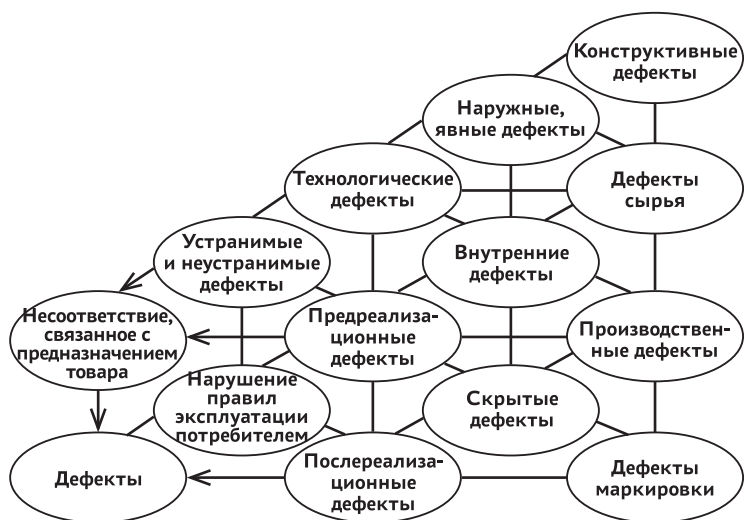 Конструктивные
дефекты
Наружные,
явные дефекты
Технологические
дефекты
Дефекты
сырья
Устранимые
и неустранимые
дефекты
Внутренние
дефекты
Несоответствие,
связанное с
предназначением
товара
Предреализа-
ционные
дефекты
Производствен-
ные дефекты
Нарушение
правил
эксплуатации
потребителем
Скрытые
дефекты
Дефекты
Послереализа-
ционные
дефекты
Дефекты
маркировки